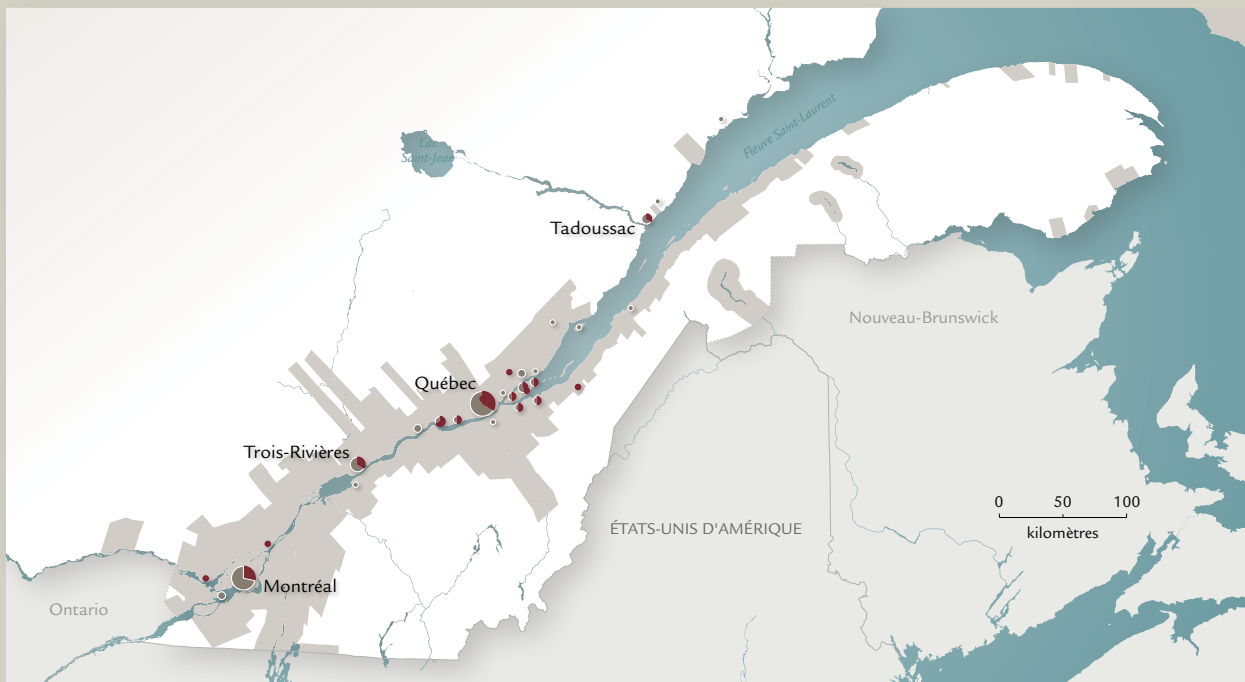 Fleuve Saint-Laurent
Lac
Saint-Jean
Tadoussac
Nouveau-Brunswick
Québec
Trois-Rivières
0 50 100
kilomètres
ÉTATS-UNIS D'AMÉRIQUE
Montréal
Ontario